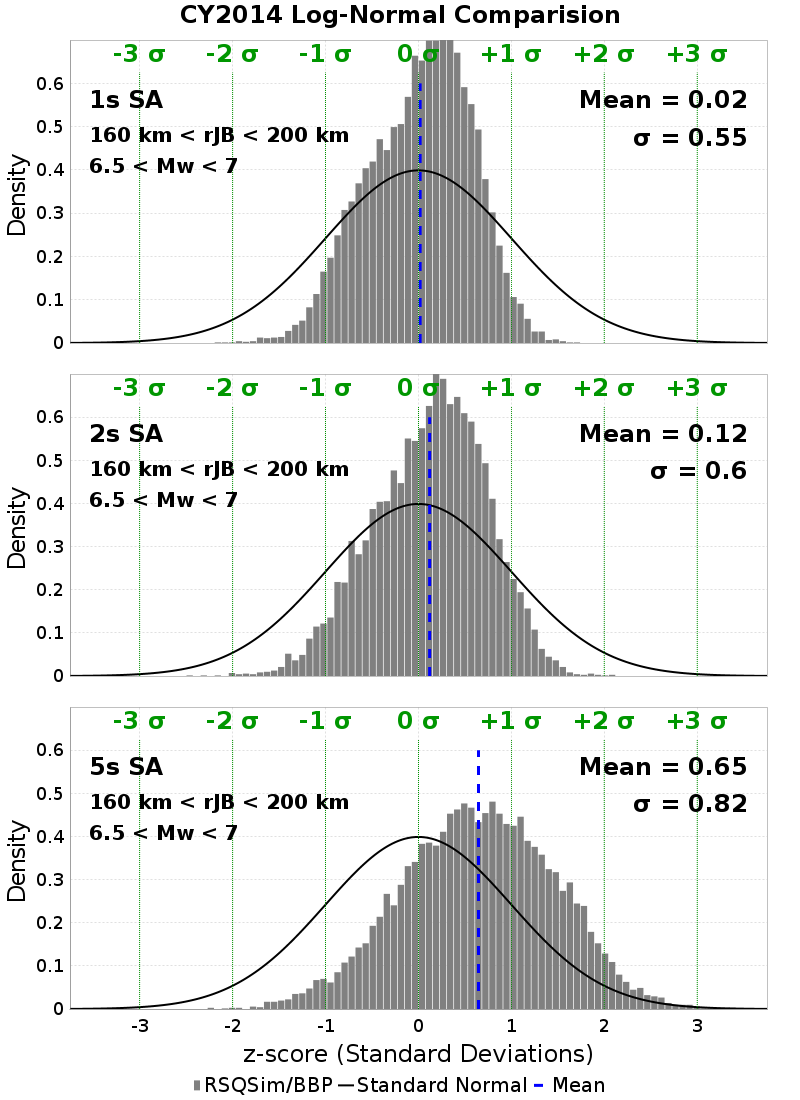 CY2014 Log-Normal Comparision
-3 σ -2 σ -1 σ 0 σ +1 σ +2 σ +3 σ
1s SA
160 km < rJB < 200 km
6.5 < Mw < 7
Mean = 0.02
σ = 0.55
Density
0.6
0.5
0.4
0.3
0.2
0.1
0
-3 σ -2 σ -1 σ 0 σ +1 σ +2 σ +3 σ
2s SA
160 km < rJB < 200 km
6.5 < Mw < 7
Mean = 0.12
σ = 0.6
Density
0.6
0.5
0.4
0.3
0.2
0.1
0
-3 σ -2 σ -1 σ 0 σ +1 σ +2 σ +3 σ
5s SA
160 km < rJB < 200 km
6.5 < Mw < 7
Mean = 0.65
σ = 0.82
Density
0.6
0.5
0.4
0.3
0.2
0.1
0
-3 -2 -1 0 1 2 3
z-score (Standard Deviations)
RSQSim/BBP Standard Normal Mean